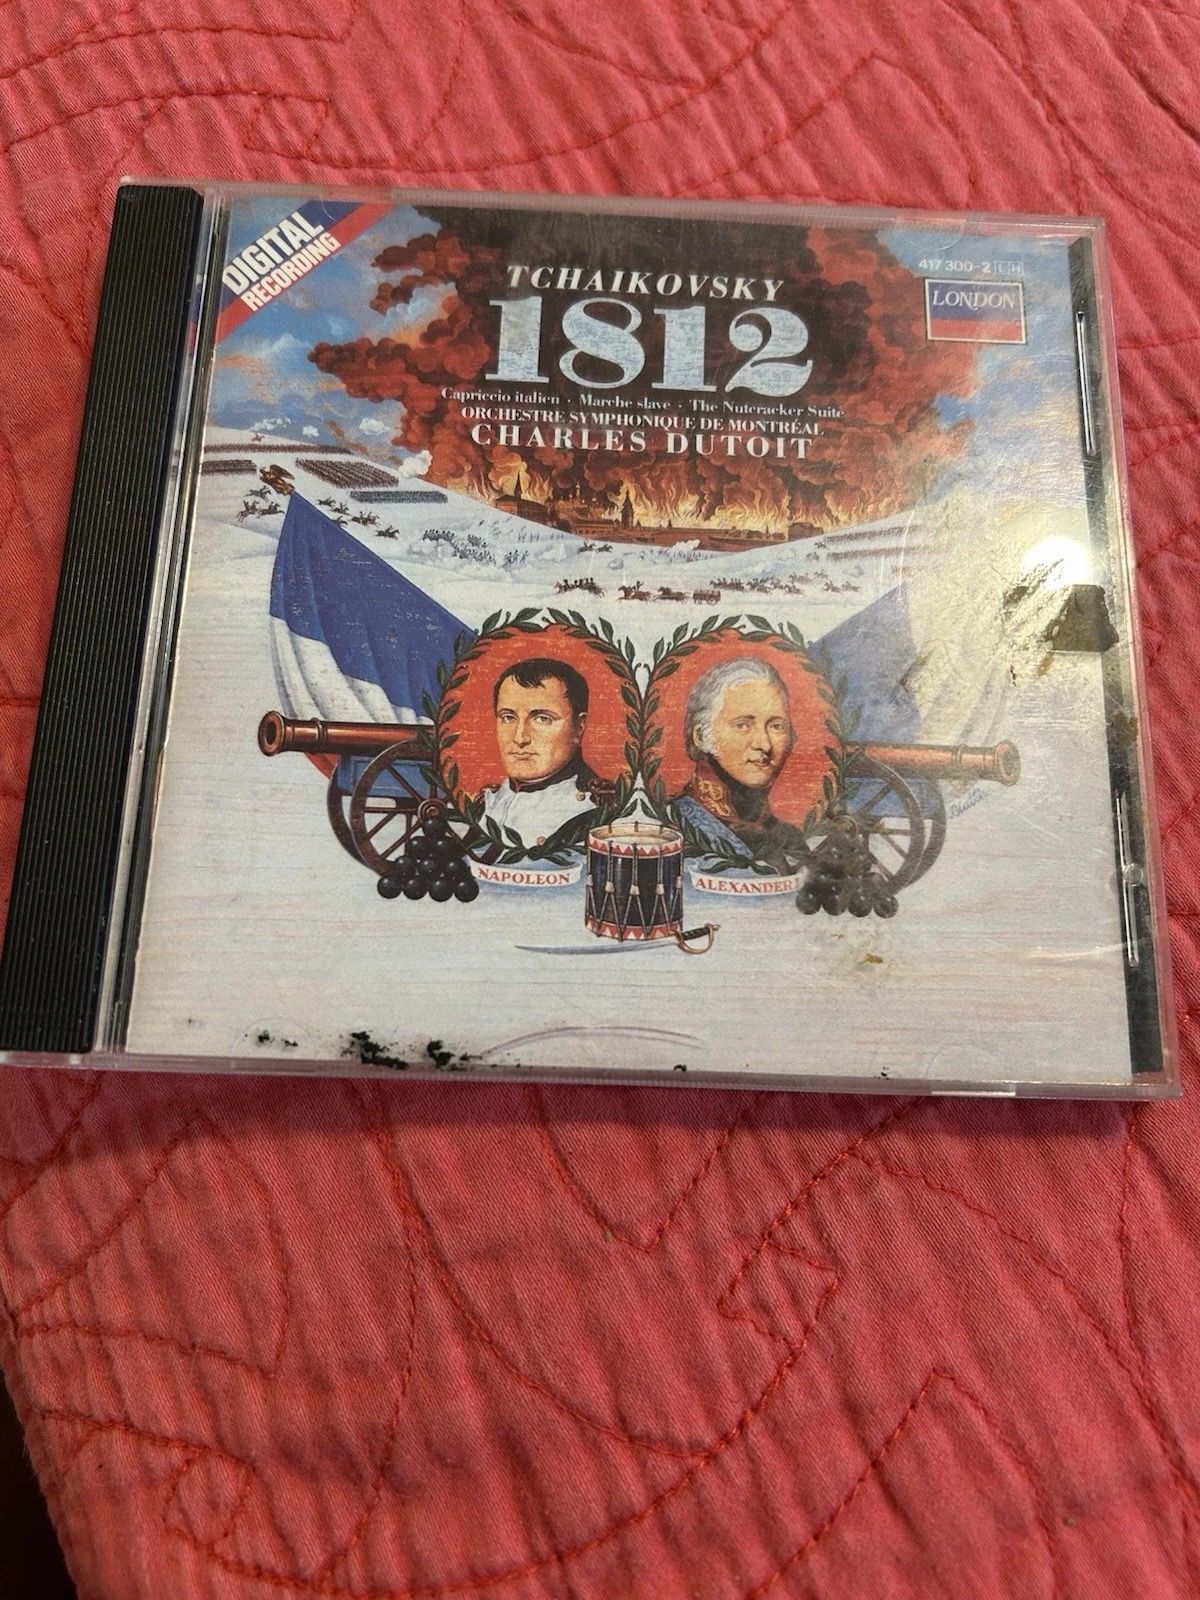 DIGITAL
RECORDING
417 300-2 LH
LONDON
TCHAIKOVSKY
1812
Capriccio italien · Marche slave · The Nutcracker Suite
ORCHESTRE SYMPHONIQUE DE MONTRÉAL
CHARLES DUTOIT
NAPOLEON
ALEXANDER I